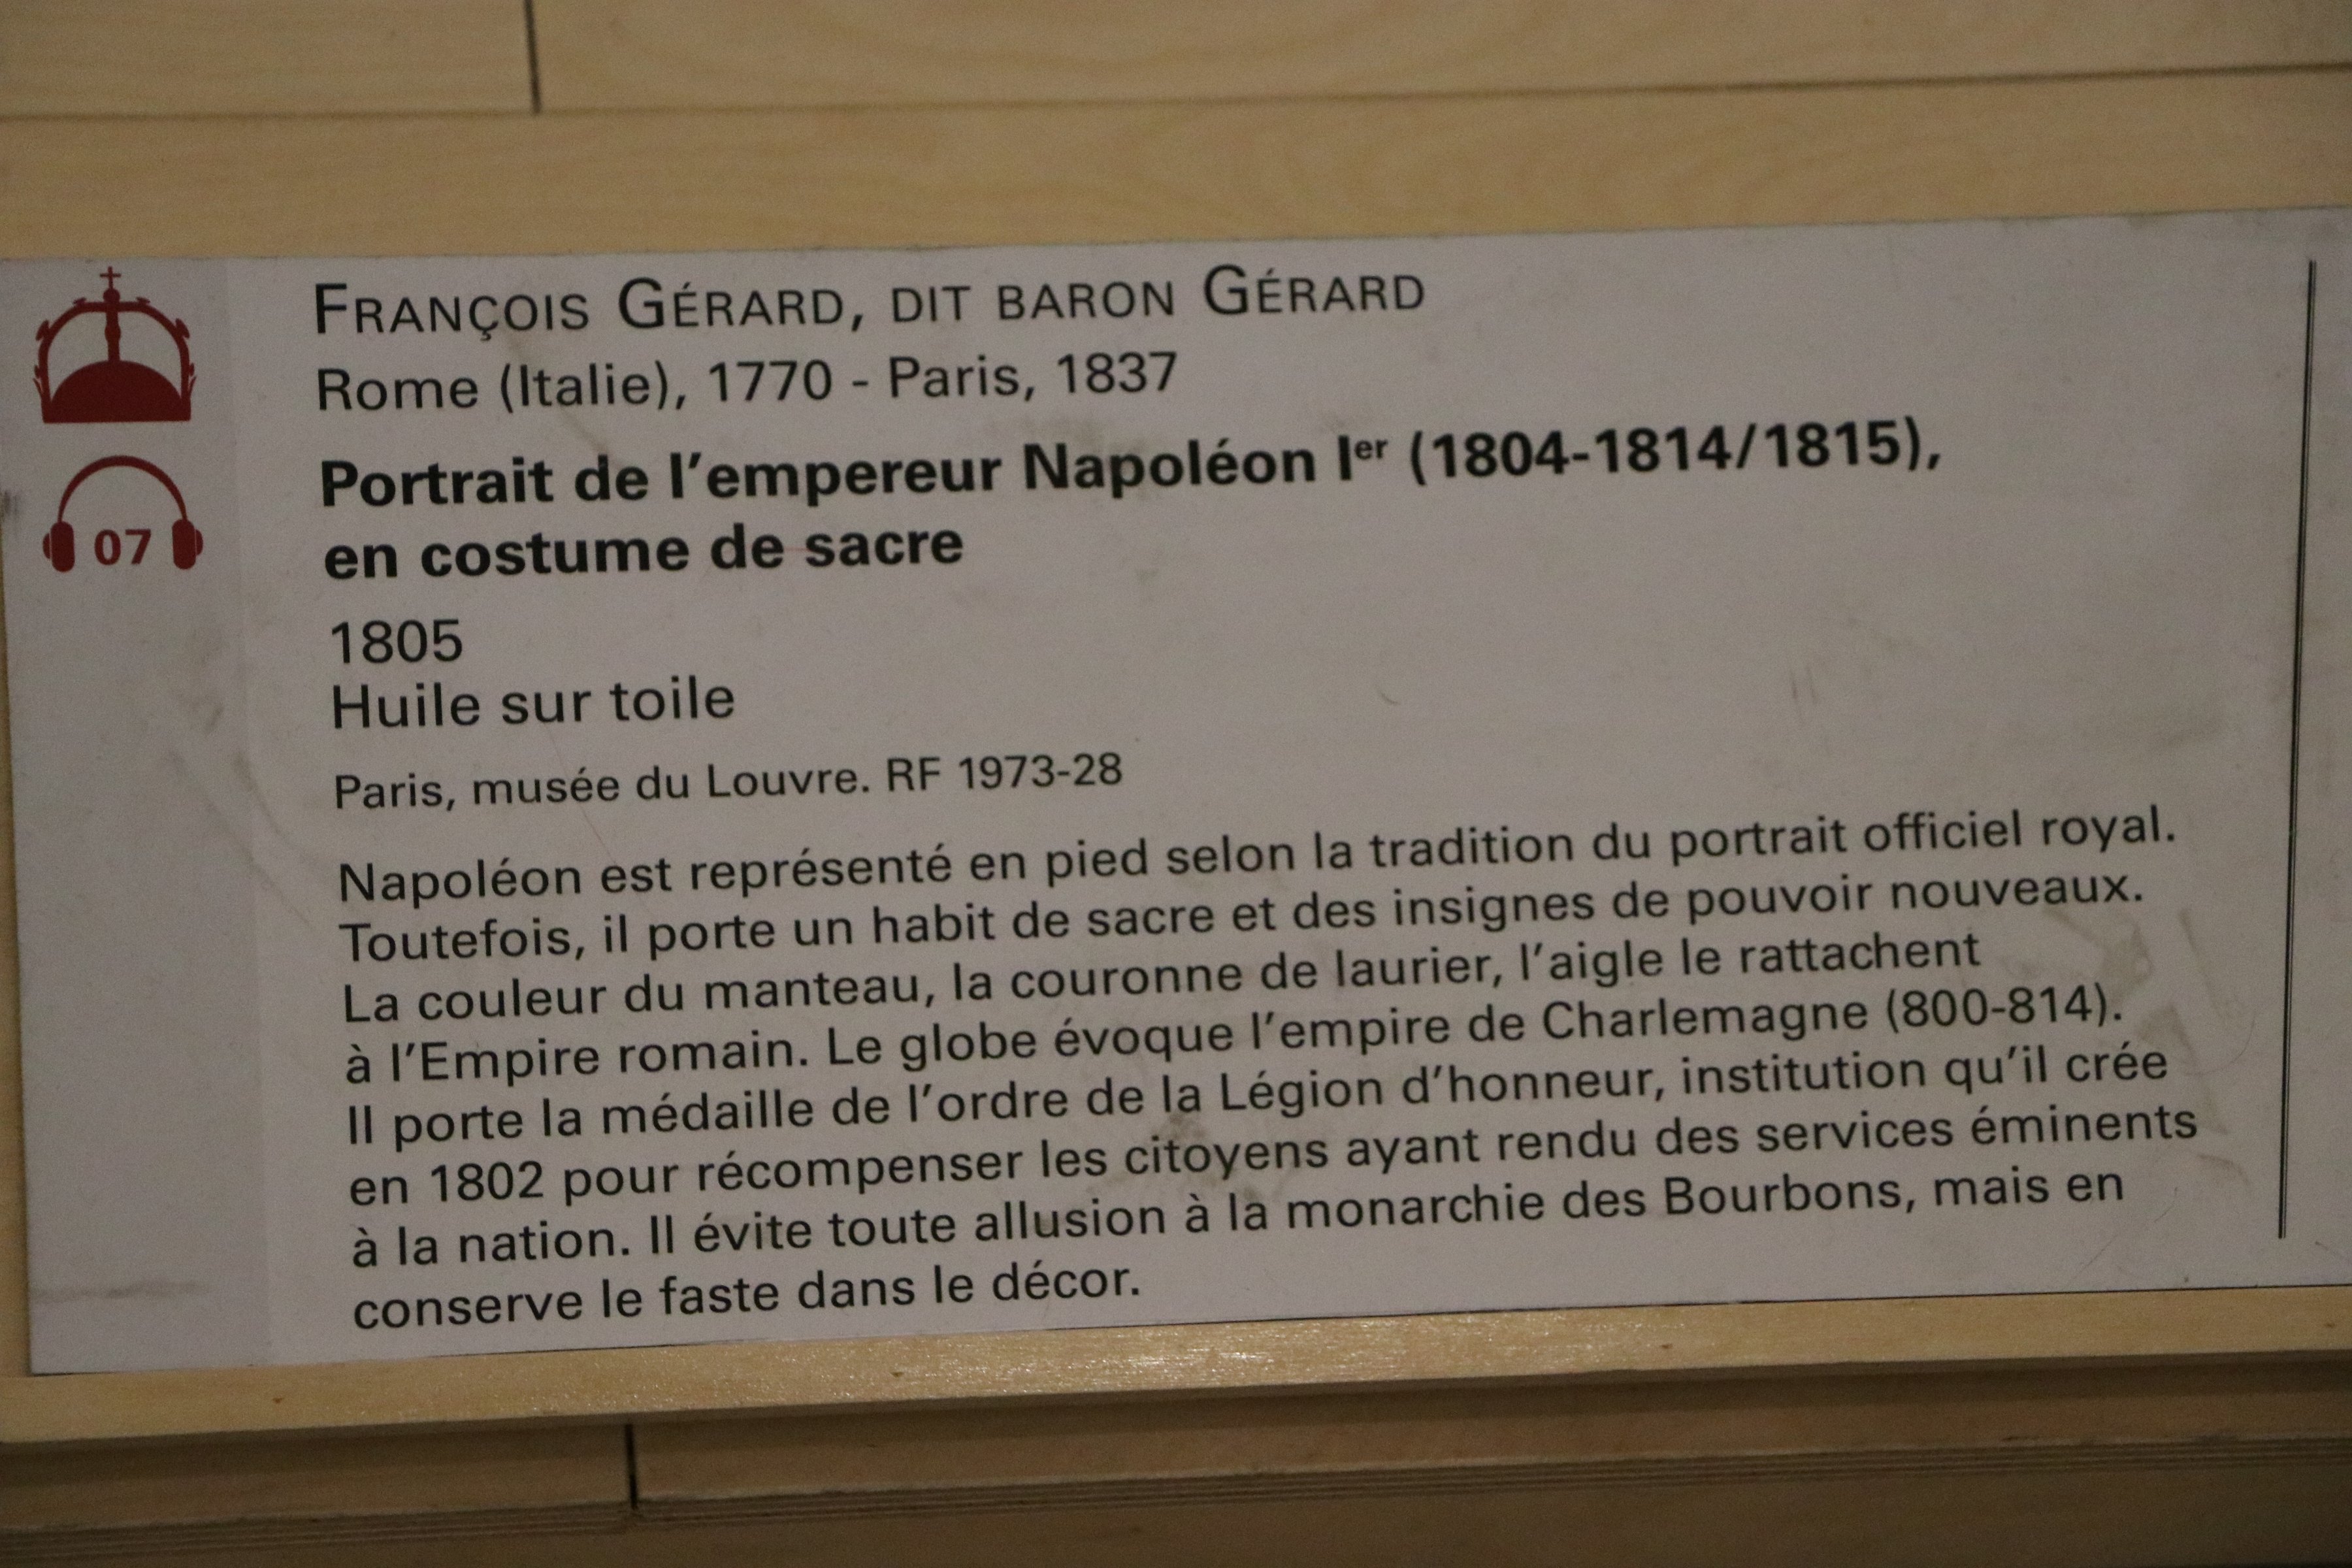 FRANÇOIS GÉRARD, DIT BARON GÉRARD
Rome (Italie), 1770 - Paris, 1837
Portrait de l'empereur Napoléon Ier (1804-1814/1815),
en costume de sacre
07
1805
Huile sur toile
Paris, musée du Louvre. RF 1973-28
Napoléon est représenté en pied selon la tradition du portrait officiel royal.
Toutefois, il porte un habit de sacre et des insignes de pouvoir nouveaux.
La couleur du manteau, la couronne de laurier, l'aigle le rattachent
à l'Empire romain. Le globe évoque l'empire de Charlemagne (800-814).
Il porte la médaille de l'ordre de la Légion d'honneur, institution qu'il crée
en 1802 pour récompenser les citoyens ayant rendu des services éminents
à la nation. Il évite toute allusion à la monarchie des Bourbons, mais en
conserve le faste dans le décor.